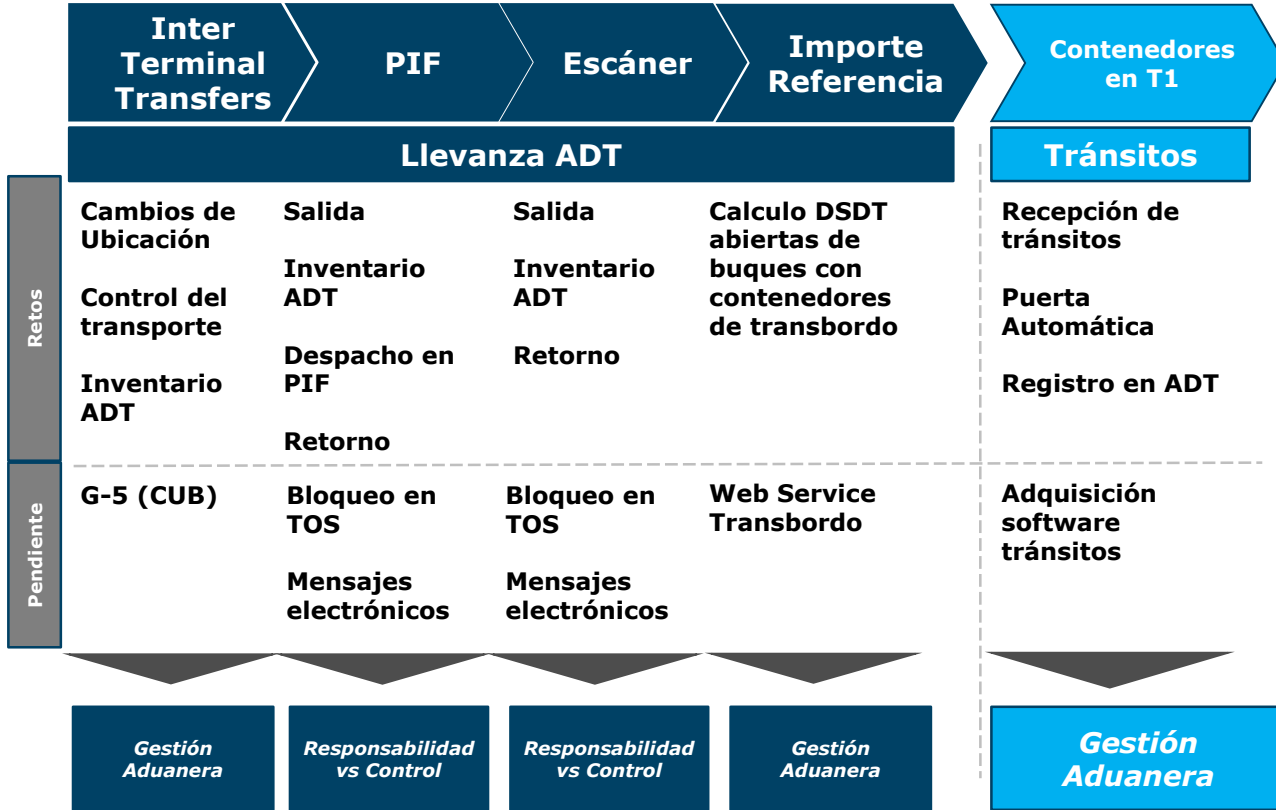 Inter
Terminal
Transfers
PIF
Escáner
Importe
Referencia
Contenedores
en T1
Llevanza ADT
Tránsitos
Retos
Cambios de
Ubicación
Control del
transporte
Inventario
ADT
Salida
Inventario
ADT
Despacho en
PIF
Retorno
Salida
Inventario
ADT
Retorno
Calculo DSDT
abiertas de
buques con
contenedores
de transbordo
Recepción de
tránsitos
Puerta
Automática
Registro en ADT
Pendiente
G-5 (CUB)
Bloqueo en
TOS
Mensajes
electrónicos
Bloqueo en
TOS
Mensajes
electrónicos
Web Service
Transbordo
Adquisición
software
tránsitos
Gestión
Aduanera
Responsabilidad
vs Control
Responsabilidad
vs Control
Gestión
Aduanera
Gestión
Aduanera